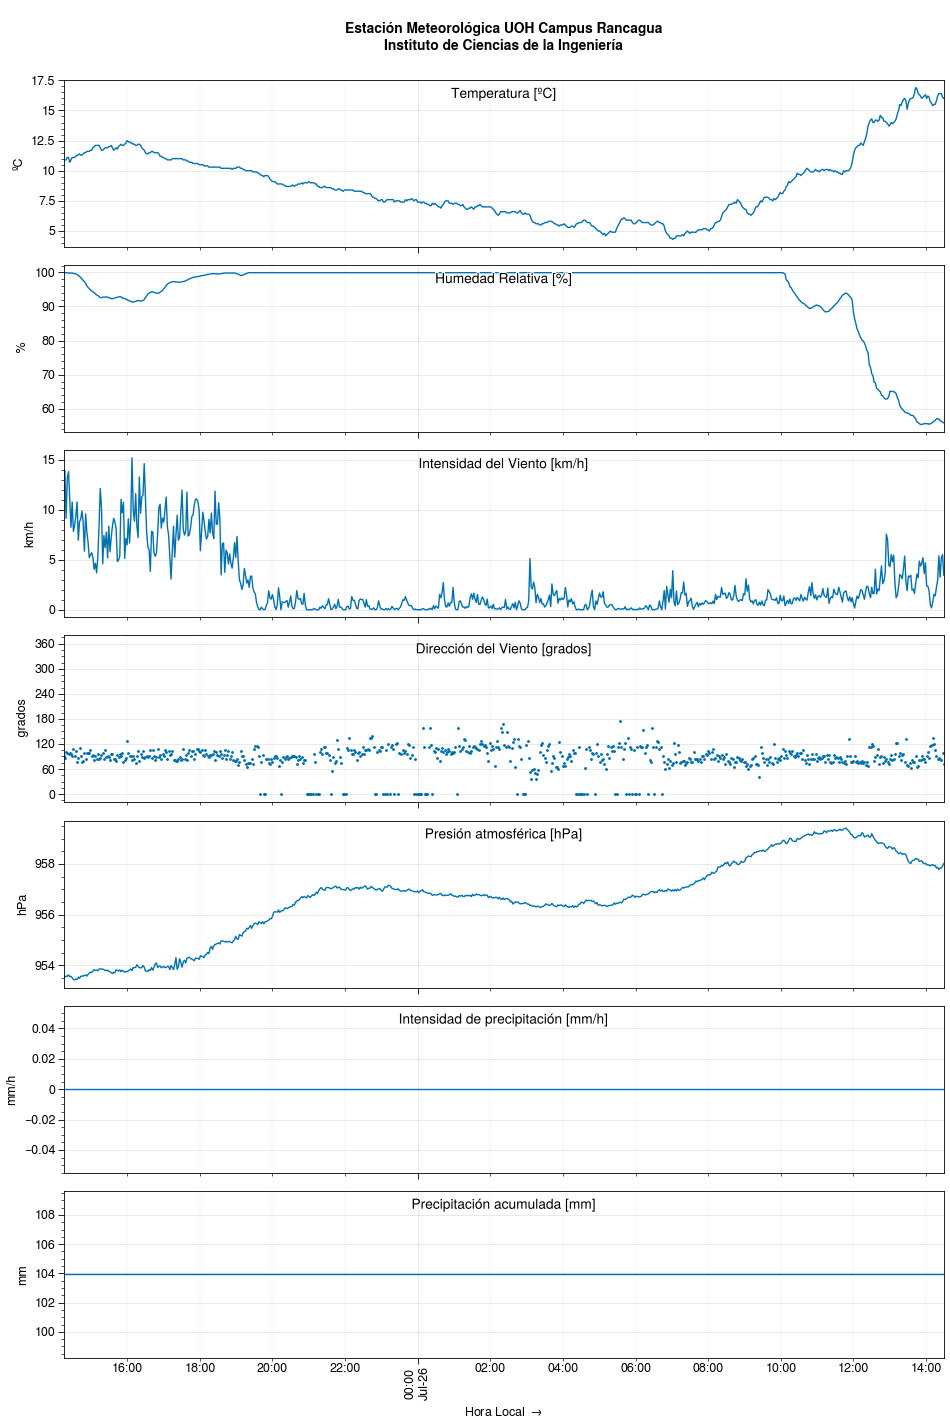 Estación Meteorológica UOH Campus Rancagua
Instituto de Ciencias de la Ingeniería
Temperatura [ºC]
ºC
17.5
15
12.5
10
7.5
5
Humedad Relativa [%]
%
100
90
80
70
60
Intensidad del Viento [km/h]
km/h
15
10
5
0
Dirección del Viento [grados]
grados
360
300
240
180
120
60
0
Presión atmosférica [hPa]
hPa
958
956
954
Intensidad de precipitación [mm/h]
mm/h
0.04
0.02
0
−0.02
−0.04
Precipitación acumulada [mm]
mm
108
106
104
102
100
16:00 18:00 20:00 22:00 00:00 02:00 04:00 06:00 08:00 10:00 12:00 14:00
Jul-26
Hora Local →